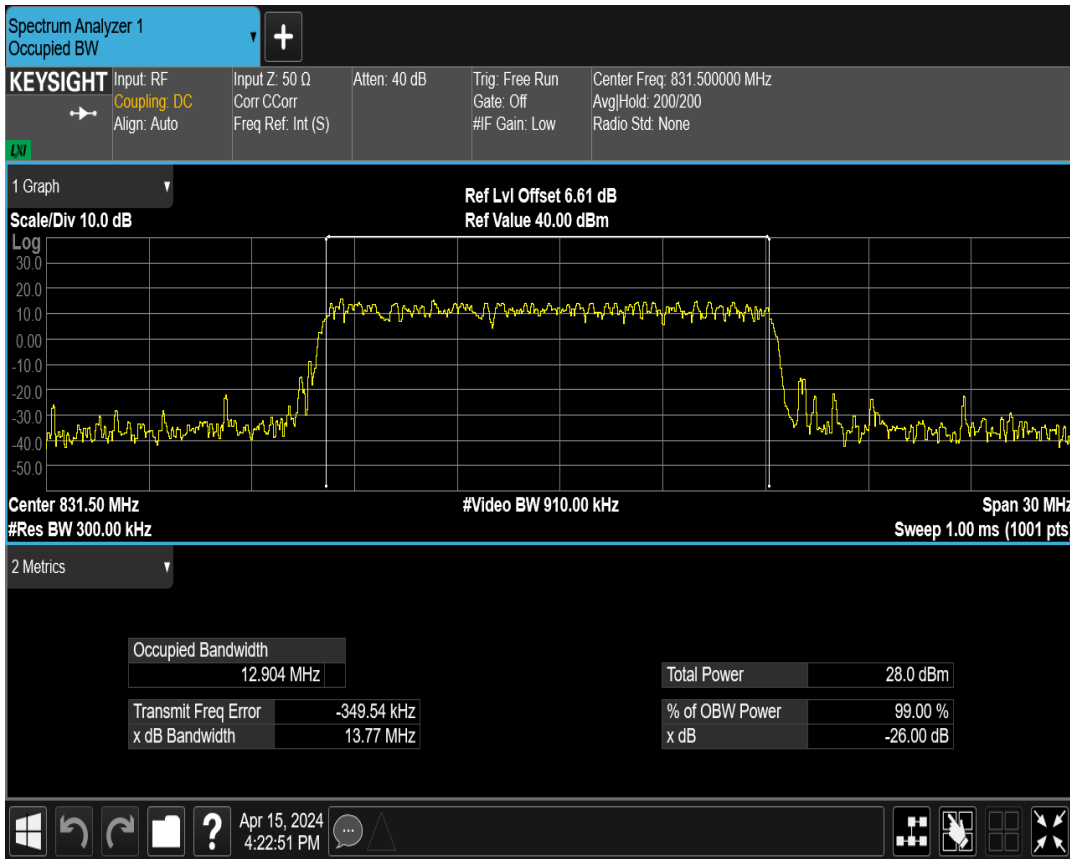 Spectrum Analyzer 1
Occupied BW
+
KEYSIGHT
LXI
Input: RF
Coupling: DC
Align: Auto
Input Z: 50 Ω
Corr CCorr
Freq Ref: Int (S)
Atten: 40 dB
Trig: Free Run
Gate: Off
#IF Gain: Low
Center Freq: 831.500000 MHz
Avg|Hold: 200/200
Radio Std: None
1 Graph
Scale/Div 10.0 dB
Ref Lvl Offset 6.61 dB
Ref Value 40.00 dBm
Log
30.0
20.0
10.0
0.00
-10.0
-20.0
-30.0
-40.0
-50.0
Center 831.50 MHz
#Res BW 300.00 kHz
#Video BW 910.00 kHz
Span 30 MHz
Sweep 1.00 ms (1001 pts)
2 Metrics
Occupied Bandwidth
12.904 MHz
Transmit Freq Error -349.54 kHz
x dB Bandwidth 13.77 MHz
Total Power 28.0 dBm
% of OBW Power 99.00 %
x dB -26.00 dB
?
Apr 15, 2024
4:22:51 PM